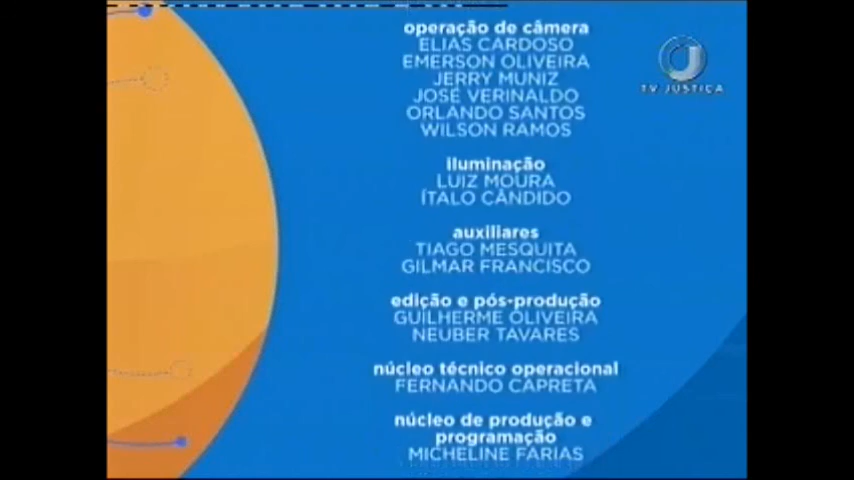 operação de câmera
ELIAS CARDOSO
EMERSON OLIVEIRA
JERRY MUNIZ
JOSÉ VERINALDO
ORLANDO SANTOS
WILSON RAMOS
TV JUSTIÇA
iluminação
LUIZ MOURA
ÍTALO CÂNDIDO
auxiliares
TIAGO MESQUITA
GILMAR FRANCISCO
edição e pós-produção
GUILHERME OLIVEIRA
NEUBER TAVARES
núcleo técnico operacional
FERNANDO CAPRETA
núcleo de produção e
programação
MICHELINE FARIAS